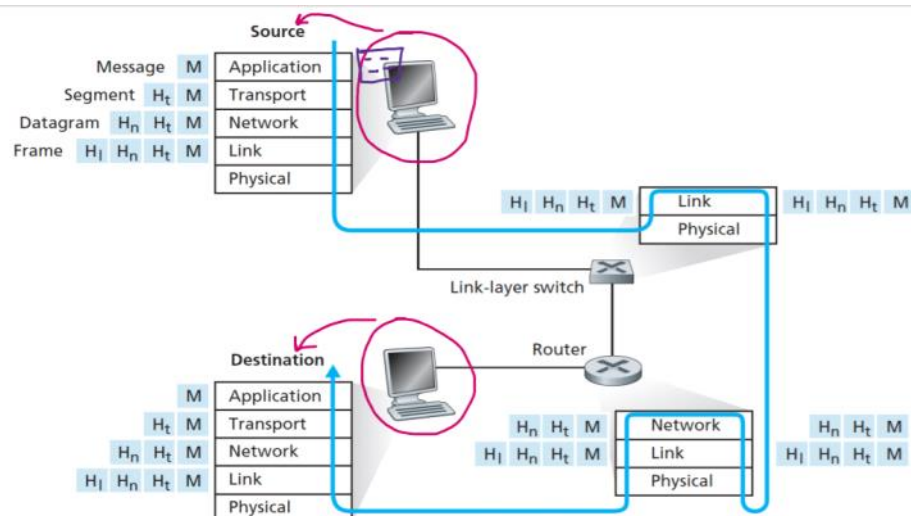 Source
Message M Application
Segment Ht M Transport
Datagram Hn Ht M Network
Frame Hl Hn Ht M Link
Physical
Hl Hn Ht M Link Hl Hn Ht M
Physical
Link-layer switch
Router
Destination
M Application
Ht M Transport
Hn Ht M Network
Hl Hn Ht M Link
Physical
Hn Ht M Network Hn Ht M
Hl Hn Ht M Link Hl Hn Ht M
Physical